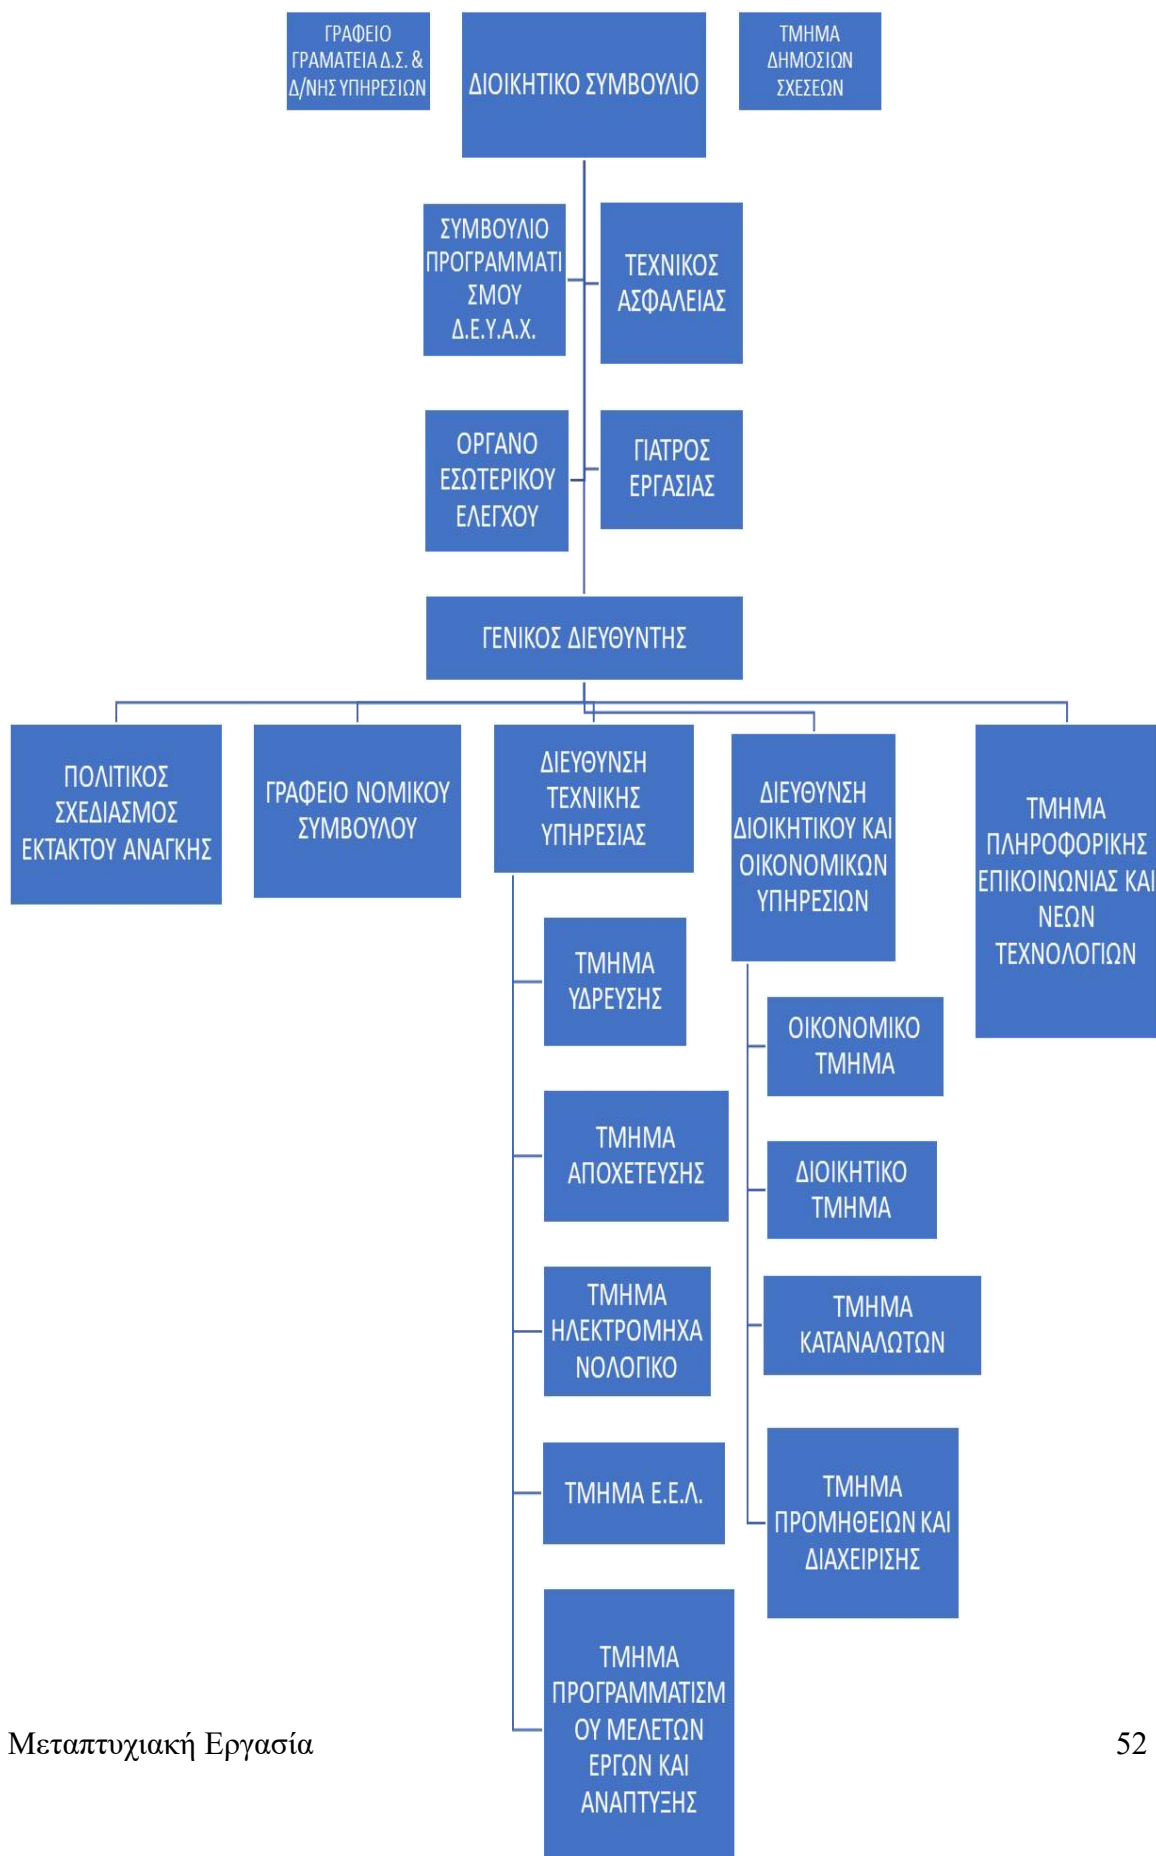 ΓΡΑΦΕΙΟ
ΓΡΑΜΑΤΕΙΑ Δ.Σ. &
Δ/ΝΗΣ ΥΠΗΡΕΣΙΩΝ
ΔΙΟΙΚΗΤΙΚΟ ΣΥΜΒΟΥΛΙΟ
ΤΜΗΜΑ
ΔΗΜΟΣΙΩΝ
ΣΧΕΣΕΩΝ
ΣΥΜΒΟΥΛΙΟ
ΠΡΟΓΡΑΜΜΑΤΙ
ΣΜΟΥ
Δ.Ε.Υ.Α.Χ.
ΤΕΧΝΙΚΟΣ
ΑΣΦΑΛΕΙΑΣ
ΟΡΓΑΝΟ
ΕΣΩΤΕΡΙΚΟΥ
ΕΛΕΓΧΟΥ
ΓΙΑΤΡΟΣ
ΕΡΓΑΣΙΑΣ
ΓΕΝΙΚΟΣ ΔΙΕΥΘΥΝΤΗΣ
ΠΟΛΙΤΙΚΟΣ
ΣΧΕΔΙΑΣΜΟΣ
ΕΚΤΑΚΤΟΥ ΑΝΑΓΚΗΣ
ΓΡΑΦΕΙΟ ΝΟΜΙΚΟΥ
ΣΥΜΒΟΥΛΟΥ
ΔΙΕΥΘΥΝΣΗ
ΤΕΧΝΙΚΗΣ
ΥΠΗΡΕΣΙΑΣ
ΔΙΕΥΘΥΝΣΗ
ΔΙΟΙΚΗΤΙΚΟΥ ΚΑΙ
ΟΙΚΟΝΟΜΙΚΩΝ
ΥΠΗΡΕΣΙΩΝ
ΤΜΗΜΑ
ΠΛΗΡΟΦΟΡΙΚΗΣ
ΕΠΙΚΟΙΝΩΝΙΑΣ ΚΑΙ
ΝΕΩΝ
ΤΕΧΝΟΛΟΓΙΩΝ
ΤΜΗΜΑ
ΥΔΡΕΥΣΗΣ
ΤΜΗΜΑ
ΑΠΟΧΕΤΕΥΣΗΣ
ΤΜΗΜΑ
ΗΛΕΚΤΡΟΜΗΧΑ
ΝΟΛΟΓΙΚΟ
ΤΜΗΜΑ Ε.Ε.Λ.
ΤΜΗΜΑ
ΠΡΟΓΡΑΜΜΑΤΙΣΜ
ΟΥ ΜΕΛΕΤΩΝ
ΕΡΓΩΝ ΚΑΙ
ΑΝΑΠΤΥΞΗΣ
ΟΙΚΟΝΟΜΙΚΟ
ΤΜΗΜΑ
ΔΙΟΙΚΗΤΙΚΟ
ΤΜΗΜΑ
ΤΜΗΜΑ
ΚΑΤΑΝΑΛΩΤΩΝ
ΤΜΗΜΑ
ΠΡΟΜΗΘΕΙΩΝ ΚΑΙ
ΔΙΑΧΕΙΡΙΣΗΣ
Μεταπτυχιακή Εργασία
52